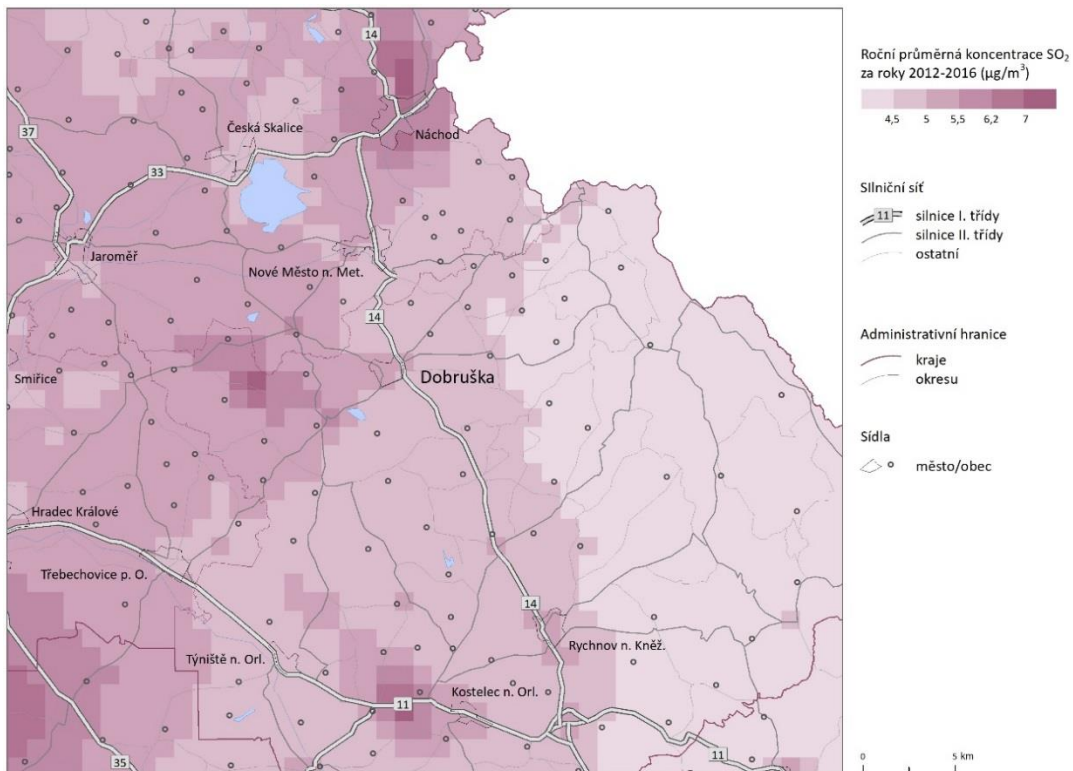 14
37
Česká Skalice
Náchod
33
Jaroměř
Nové Město n. Met.
14
Smiřice
Dobruška
Hradec Králové
Třebechovice p. O.
14
Týniště n. Orl.
Rychnov n. Kněž.
Kostelec n. Orl.
11
11
35
Roční průměrná koncentrace SO₂
za roky 2012-2016 (µg/m³)
4,5 5 5,5 6,2 7
SIlniční síť
11 silnice I. třídy
silnice II. třídy
ostatní
Administrativní hranice
kraje
okresu
Sídla
město/obec
0 5 km